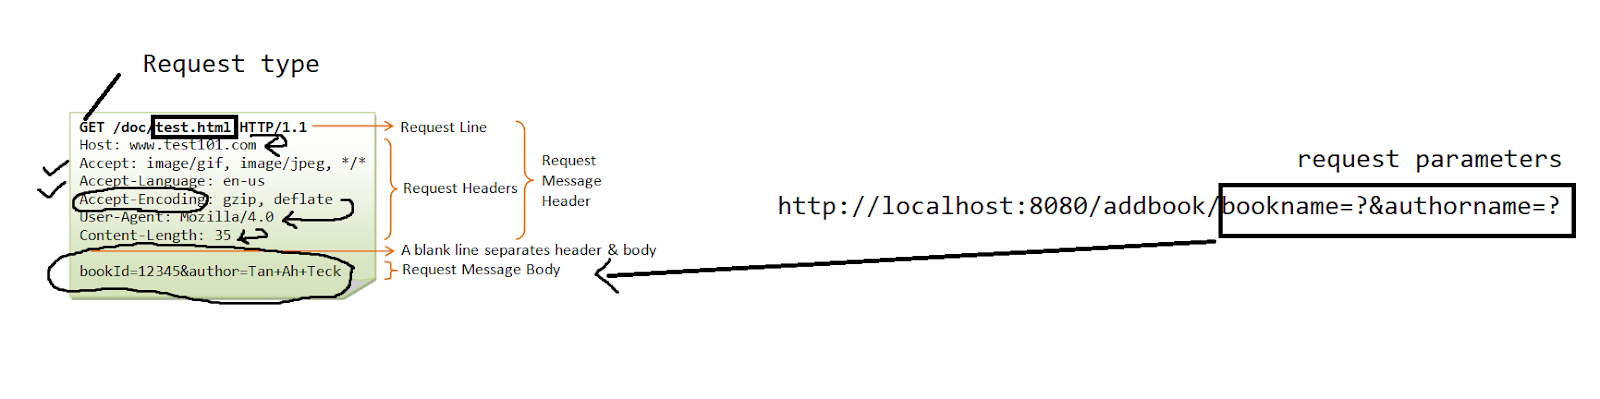 Request type
GET /doc/test.html HTTP/1.1
Host: www.test101.com
Accept: image/gif, image/jpeg, */*
Accept-Language: en-us
Accept-Encoding: gzip, deflate
User-Agent: Mozilla/4.0
Content-Length: 35
bookId=12345&author=Tan+Ah+Teck
Request Line
Request Headers
Request
Message
Header
A blank line separates header & body
Request Message Body
request parameters
http://localhost:8080/addbook/bookname=?&authorname=?